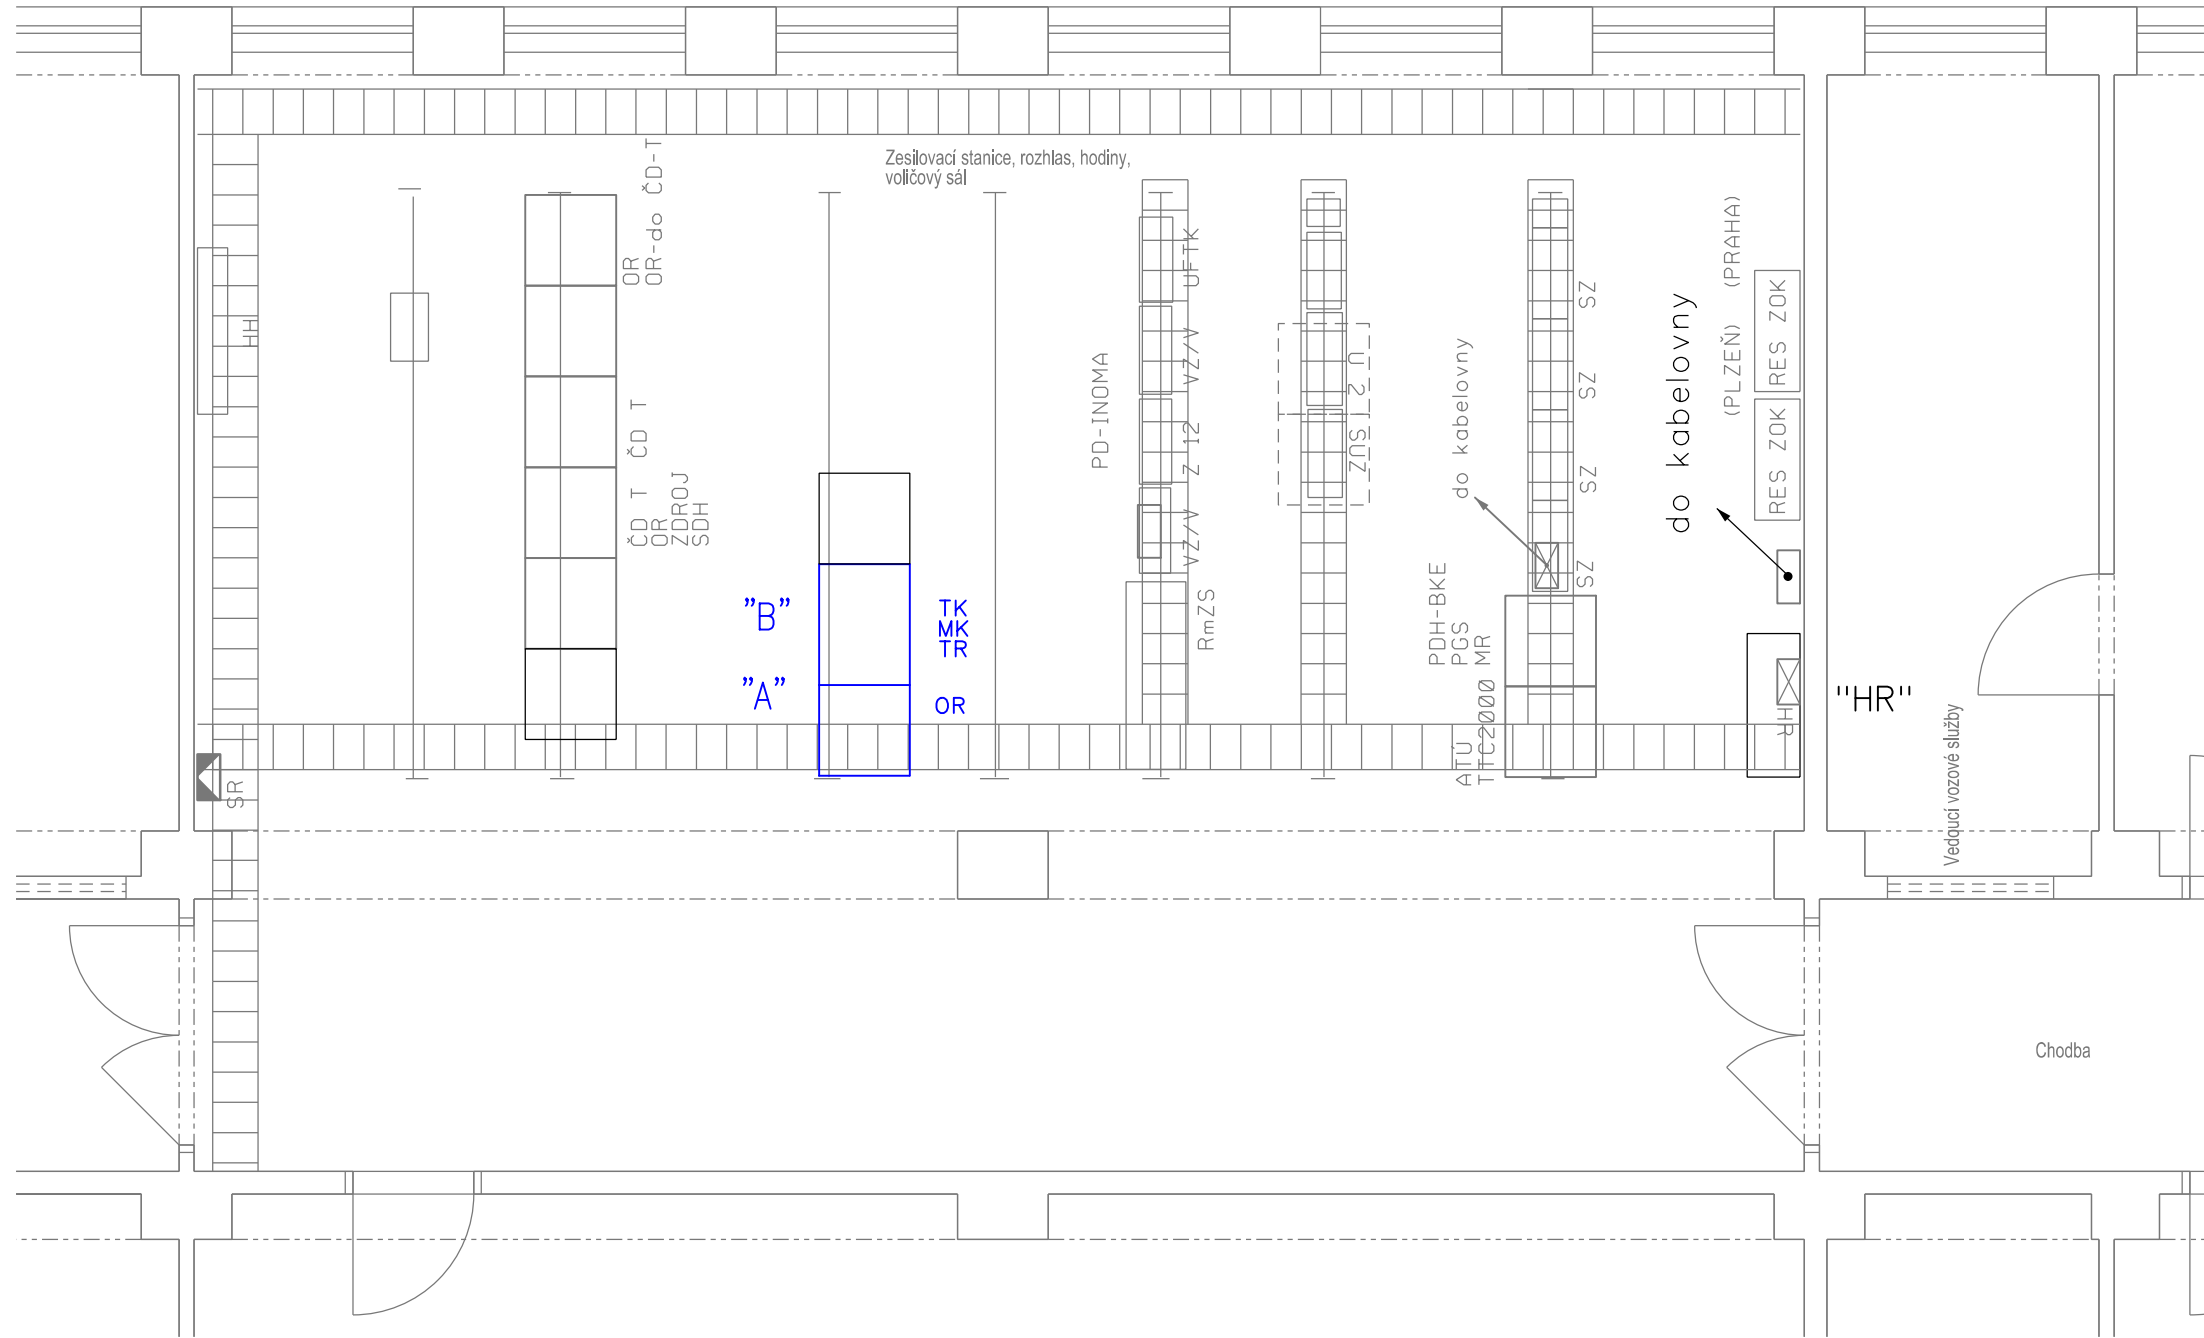 Zesilovací stanice, rozhlas, hodiny,
voličový sál
HH
OR
OR-do ČD-T
ČD T
ČD T
OR
ZDROJ
SDH
"B"
TK
MK
TR
"A"
OR
PD-INOMA
UFTK
VZ/V
Z 12
VZ/V
RmZS
U 2
ZUS
do kabelovny
SZ
SZ
SZ
SZ
PDH-BKE
PGS
MR
ATÚ
TTC2000
do kabelovny
(PLZEŇ)
(PRAHA)
RES ZOK
RES ZOK
HR
"HR"
SR
Vedoucí vozové služby
Chodba